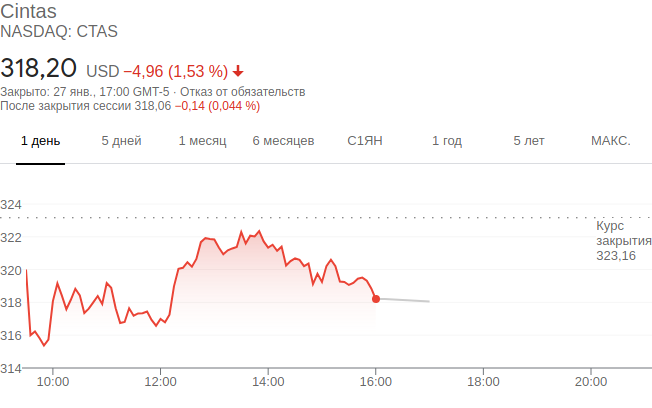 Cintas
NASDAQ: CTAS
318,20 USD −4,96 (1,53 %)
Закрыто: 27 янв., 17:00 GMT-5 · Отказ от обязательств
После закрытия сессии 318,06 −0,14 (0,044 %)
1 день 5 дней 1 месяц 6 месяцев С1ЯН 1 год 5 лет МАКС.
324
Курс
322
закрытия
323,16
320
318
316
314
10:00 12:00 14:00 16:00 18:00 20:00